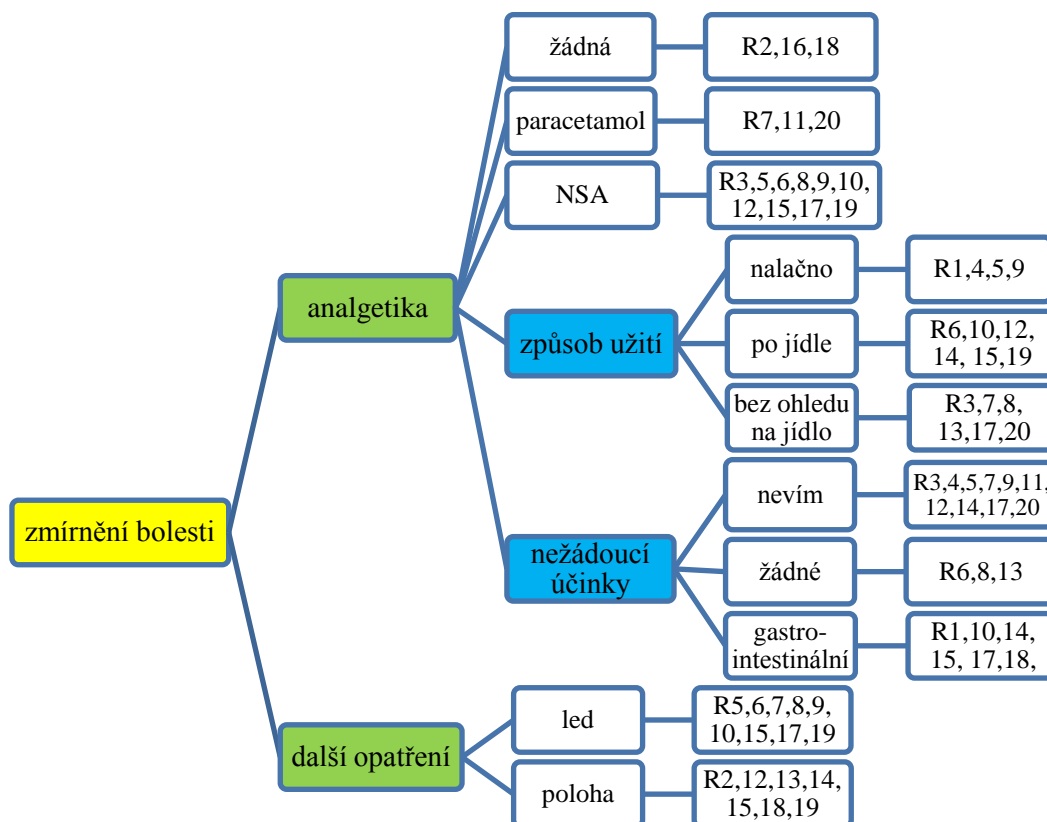 žádná
R2,16,18
paracetamol
R7,11,20
NSA
R3,5,6,8,9,10,
12,15,17,19
analgetika
způsob užití
nalačno
R1,4,5,9
po jídle
R6,10,12,
14, 15,19
bez ohledu
na jídlo
R3,7,8,
13,17,20
zmírnění bolesti
nežádoucí
účinky
nevím
R3,4,5,7,9,11,
12,14,17,20
žádné
R6,8,13
gastro-
intestinální
R1,10,14,
15, 17,18,
další opatření
led
R5,6,7,8,9,
10,15,17,19
poloha
R2,12,13,14,
15,18,19